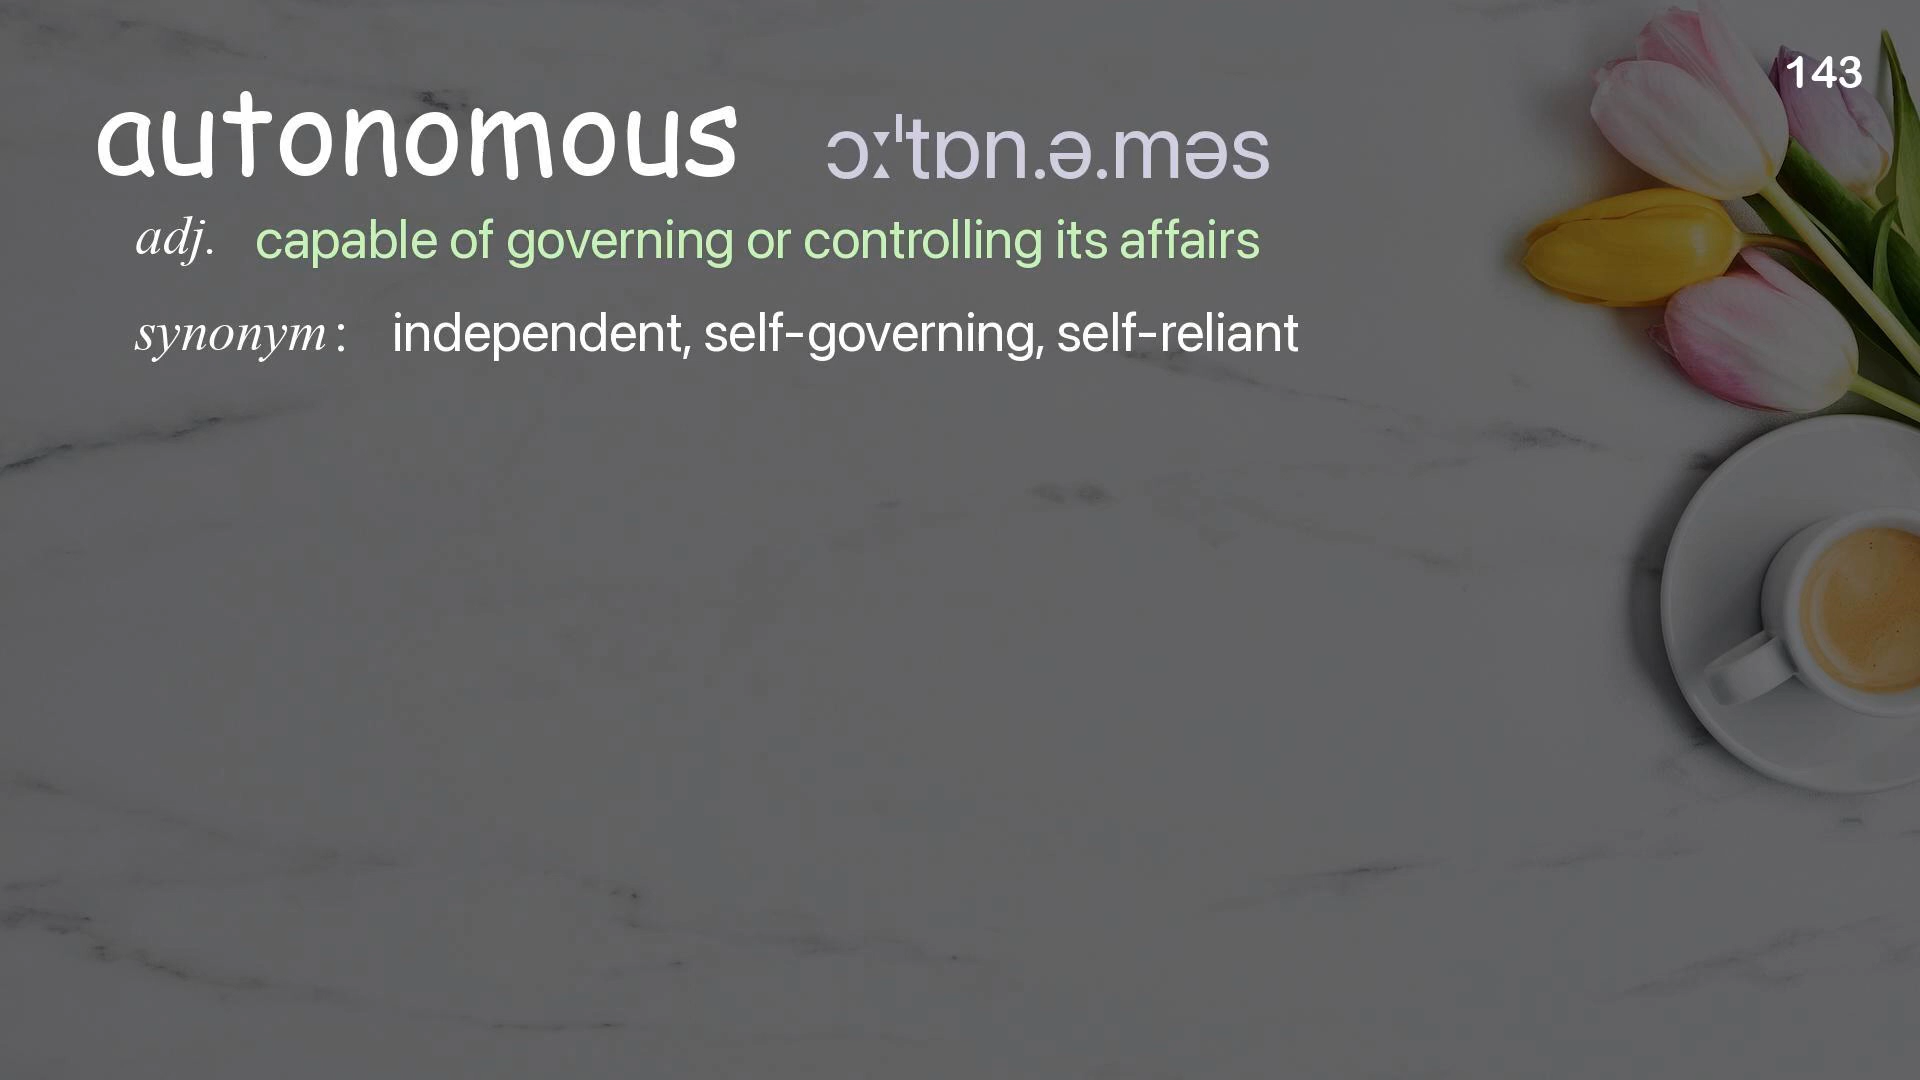 143
autonomous ɔːˈtɒn.ə.məs
adj. capable of governing or controlling its affairs
synonym: independent, self-governing, self-reliant